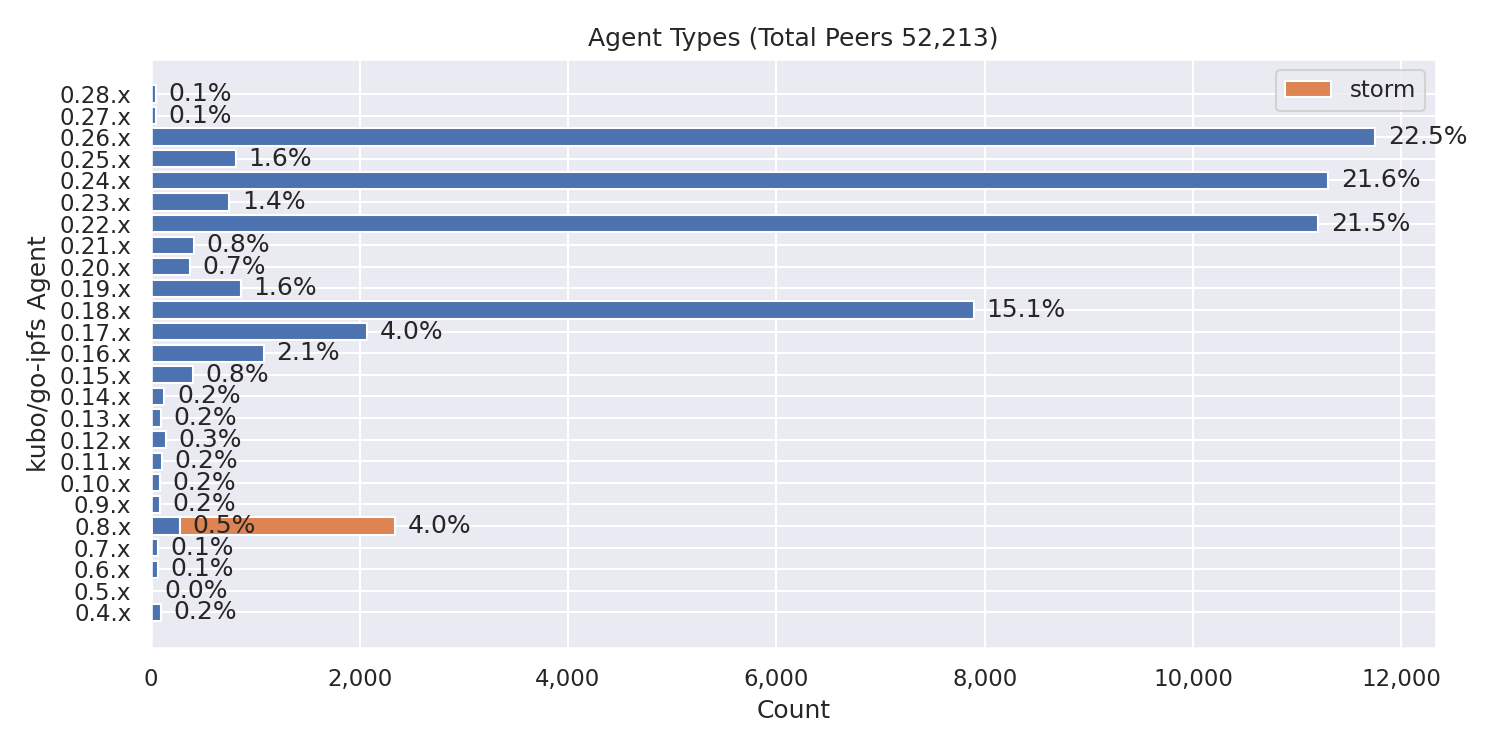 Agent Types (Total Peers 52,213)
storm
kubo/go-ipfs Agent
0.28.x 0.1%
0.27.x 0.1%
0.26.x 22.5%
0.25.x 1.6%
0.24.x 21.6%
0.23.x 1.4%
0.22.x 21.5%
0.21.x 0.8%
0.20.x 0.7%
0.19.x 1.6%
0.18.x 15.1%
0.17.x 4.0%
0.16.x 2.1%
0.15.x 0.8%
0.14.x 0.2%
0.13.x 0.2%
0.12.x 0.3%
0.11.x 0.2%
0.10.x 0.2%
0.9.x 0.2%
0.8.x 0.5% 4.0%
0.7.x 0.1%
0.6.x 0.1%
0.5.x 0.0%
0.4.x 0.2%
0 2,000 4,000 6,000 8,000 10,000 12,000
Count